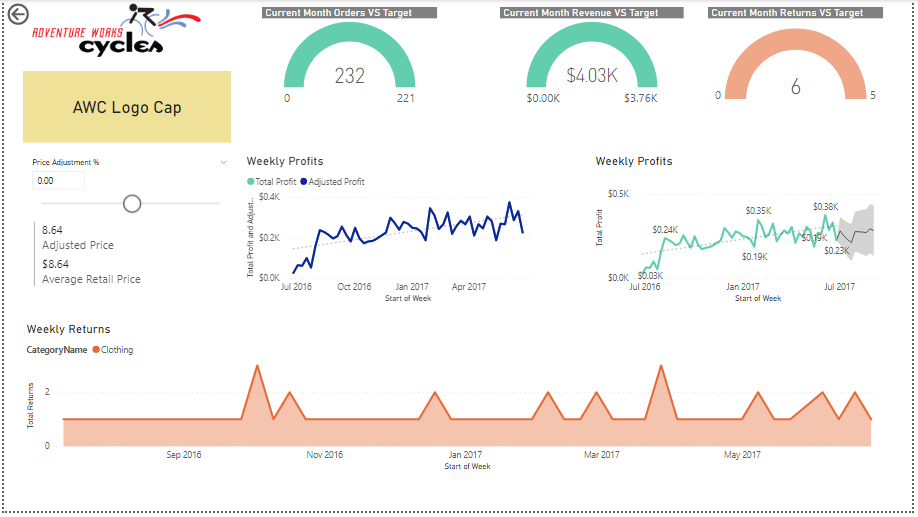 ADVENTURE WORKS
cycles
Current Month Orders VS Target
Current Month Revenue VS Target
Current Month Returns VS Target
232
0
221
$4.03K
$0.00K
$3.76K
6
0
5
AWC Logo Cap
Price Adjustment %
0.00
8.64
Adjusted Price
$8.64
Average Retail Price
Weekly Profits
Total Profit
Adjusted Profit
Total Profit and Adjust...
$0.4K
$0.2K
$0.0K
Jul 2016
Oct 2016
Jan 2017
Apr 2017
Start of Week
Weekly Profits
Total Profit
$0.5K
$0.0K
$0.03K
$0.24K
$0.35K
$0.19K
$0.38K
$0.19K
$0.23K
Jul 2016
Jan 2017
Jul 2017
Start of Week
Weekly Returns
CategoryName Clothing
Total Returns
2
0
Sep 2016
Nov 2016
Jan 2017
Mar 2017
May 2017
Start of Week